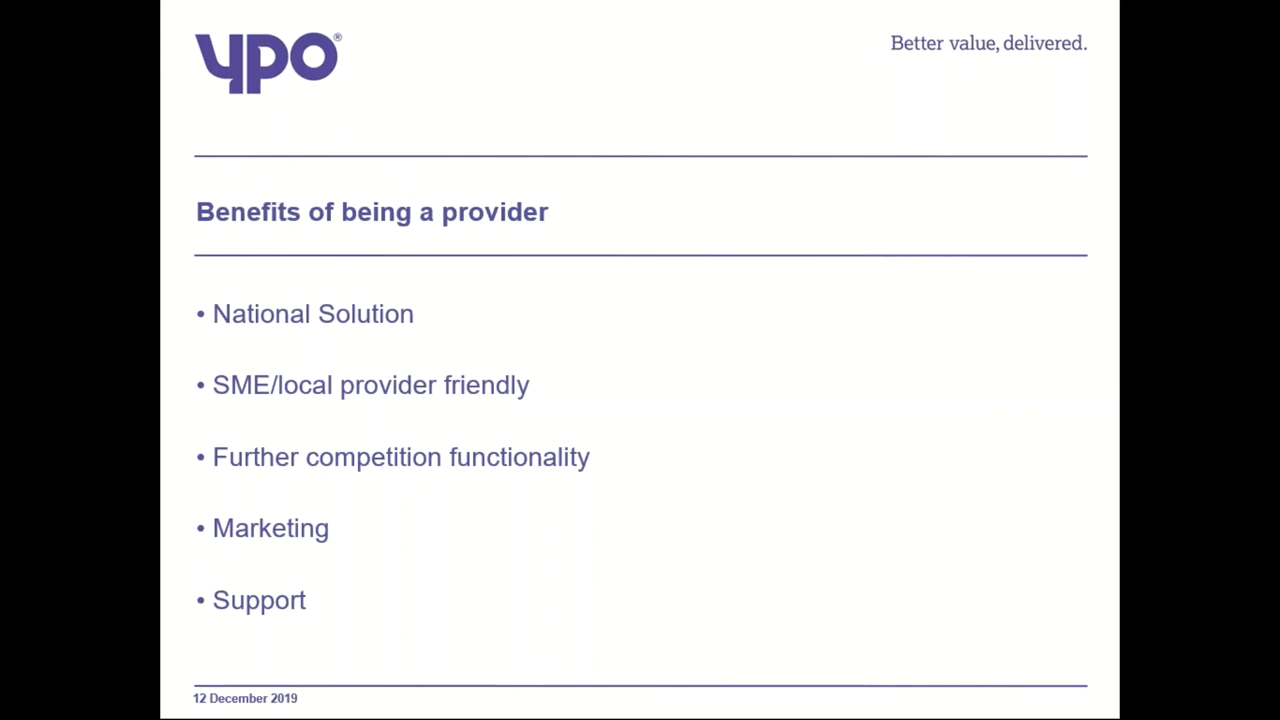 ypo®
Better value, delivered.
Benefits of being a provider
• National Solution
• SME/local provider friendly
• Further competition functionality
• Marketing
• Support
12 December 2019